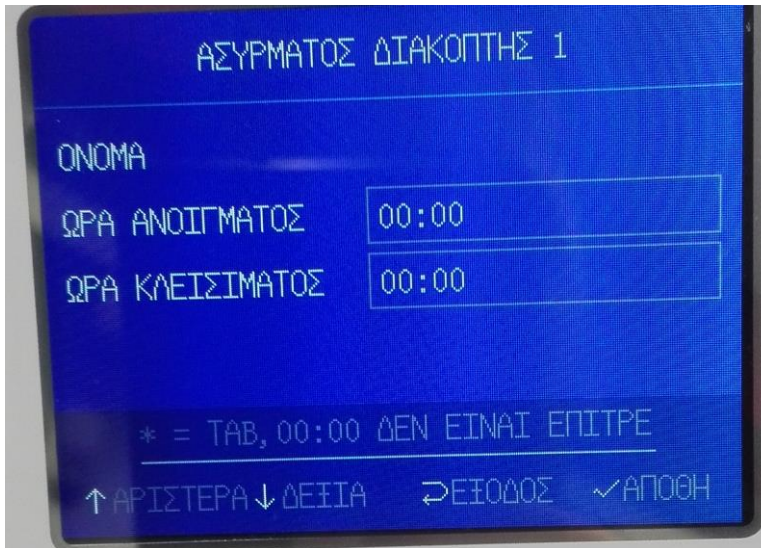 ΑΣΥΡΜΑΤΟΣ ΔΙΑΚΟΠΤΗΣ 1
ΟΝΟΜΑ
ΩΡΑ ΑΝΟΙΓΜΑΤΟΣ 00:00
ΩΡΑ ΚΛΕΙΣΙΜΑΤΟΣ 00:00
* = TAB,00:00 ΔΕΝ ΕΙΝΑΙ ΕΠΙΤΡΕ
↑ΑΡΙΣΤΕΡΑ↓ΔΕΞΙΑ ⊃ΕΞΟΔΟΣ ✓ΑΠΟΘΗ